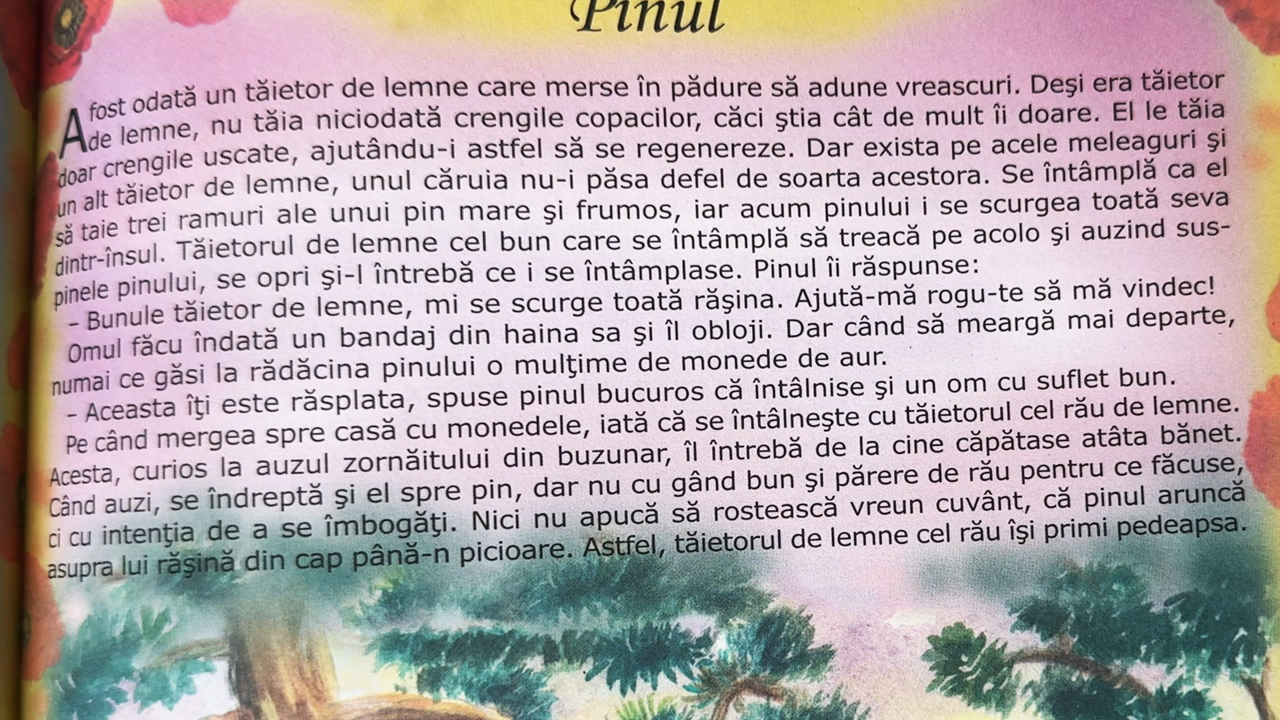 Pinul
A fost odată un tăietor de lemne care merse în pădure să adune vreascuri. Deşi era tăietor
de lemne, nu tăia niciodată crengile copacilor, căci ştia cât de mult îi doare. El le tăia
doar crengile uscate, ajutându-i astfel să se regenereze. Dar exista pe acele meleaguri şi
un alt tăietor de lemne, unul căruia nu-i păsa defel de soarta acestora. Se întâmplă ca el
să taie trei ramuri ale unui pin mare şi frumos, iar acum pinului i se scurgea toată seva
dintr-însul. Tăietorul de lemne cel bun care se întâmplă să treacă pe acolo şi auzind sus-
pinele pinului, se opri şi-l întrebă ce i se întâmplase. Pinul îi răspunse:
– Bunule tăietor de lemne, mi se scurge toată răşina. Ajută-mă rogu-te să mă vindec!
Omul făcu îndată un bandaj din haina sa şi îl obloji. Dar când să meargă mai departe,
numai ce găsi la rădăcina pinului o mulţime de monede de aur.
– Aceasta îţi este răsplata, spuse pinul bucuros că întâlnise şi un om cu suflet bun.
Pe când mergea spre casă cu monedele, iată că se întâlneşte cu tăietorul cel rău de lemne.
Acesta, curios la auzul zornăitului din buzunar, îl întrebă de la cine căpătase atâta bănet.
Când auzi, se îndreptă şi el spre pin, dar nu cu gând bun şi părere de rău pentru ce făcuse,
ci cu intenţia de a se îmbogăţi. Nici nu apucă să rostească vreun cuvânt, că pinul aruncă
asupra lui răşină din cap până-n picioare. Astfel, tăietorul de lemne cel rău îşi primi pedeapsa.